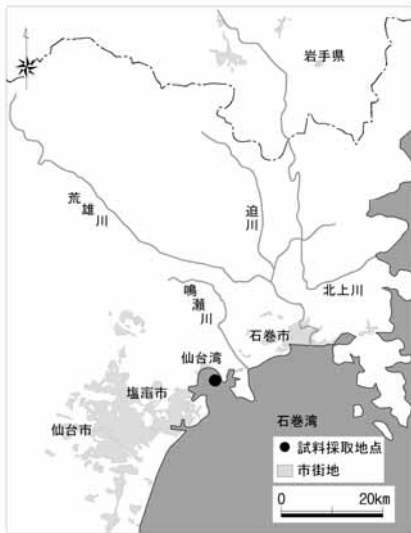 岩手県
荒雄川
迫川
北上川
鳴瀬川
石巻市
仙台湾
塩竈市
仙台市
石巻湾
試料採取地点
市街地
0 20km